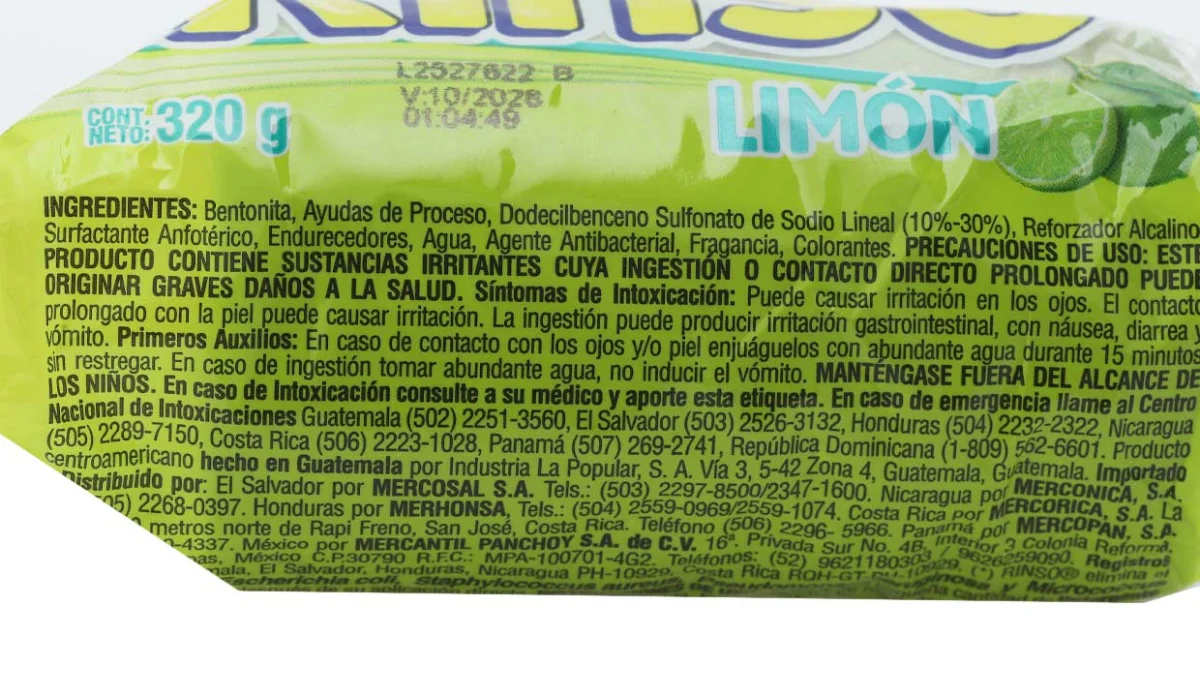 L2527622 B
V:10/2028
01:04:49
CONT.
NETO: 320 g
LIMÓN
INGREDIENTES: Bentonita, Ayudas de Proceso, Dodecilbenceno Sulfonato de Sodio Lineal (10%-30%), Reforzador Alcalino
Surfactante Anfotérico, Endurecedores, Agua, Agente Antibacterial, Fragancia, Colorantes. PRECAUCIONES DE USO: ESTE
PRODUCTO CONTIENE SUSTANCIAS IRRITANTES CUYA INGESTIÓN O CONTACTO DIRECTO PROLONGADO PUEDE
ORIGINAR GRAVES DAÑOS A LA SALUD. Síntomas de Intoxicación: Puede causar irritación en los ojos. El contacto
prolongado con la piel puede causar irritación. La ingestión puede producir irritación gastrointestinal, con náusea, diarrea y
vómito. Primeros Auxilios: En caso de contacto con los ojos y/o piel enjuáguelos con abundante agua durante 15 minutos
sin restregar. En caso de ingestión tomar abundante agua, no inducir el vómito. MANTÉNGASE FUERA DEL ALCANCE DE
LOS NIÑOS. En caso de Intoxicación consulte a su médico y aporte esta etiqueta. En caso de emergencia llame al Centro
Nacional de Intoxicaciones Guatemala (502) 2251-3560, El Salvador (503) 2526-3132, Honduras (504) 2232-2322, Nicaragua
(505) 2289-7150, Costa Rica (506) 2223-1028, Panamá (507) 269-2741, República Dominicana (1-809) 562-6601. Producto
centroamericano hecho en Guatemala por Industria La Popular, S. A. Vía 3, 5-42 Zona 4, Guatemala, Guatemala. Importado
Distribuido por: El Salvador por MERCOSAL S.A. Tels.: (503) 2297-8500/2347-1600. Nicaragua por MERCONICA, S.A.
2268-0397. Honduras por MERHONSA, Tels.: (504) 2559-0969/2559-1074. Costa Rica por MERCORICA, S.A. La
metros norte de Rapi Freno, San José, Costa Rica. Teléfono (506) 2296- 5966. Panamá por MERCOPAN, S.A.
-4337. México por MERCANTIL PANCHOY S.A. de C.V. 16ª. Privada Sur No. 4B, Interior 3 Colonia Reforma,
México C.P.30790 R.F.C.: MPA-100701-4G2. Teléfonos: (52) 9621180303 / 9626259090. Registros
El Salvador, Honduras, Nicaragua PH-10929. Costa Rica (*) RINSO® elimina el
Escherichia coli, Staphylococcus aureus,